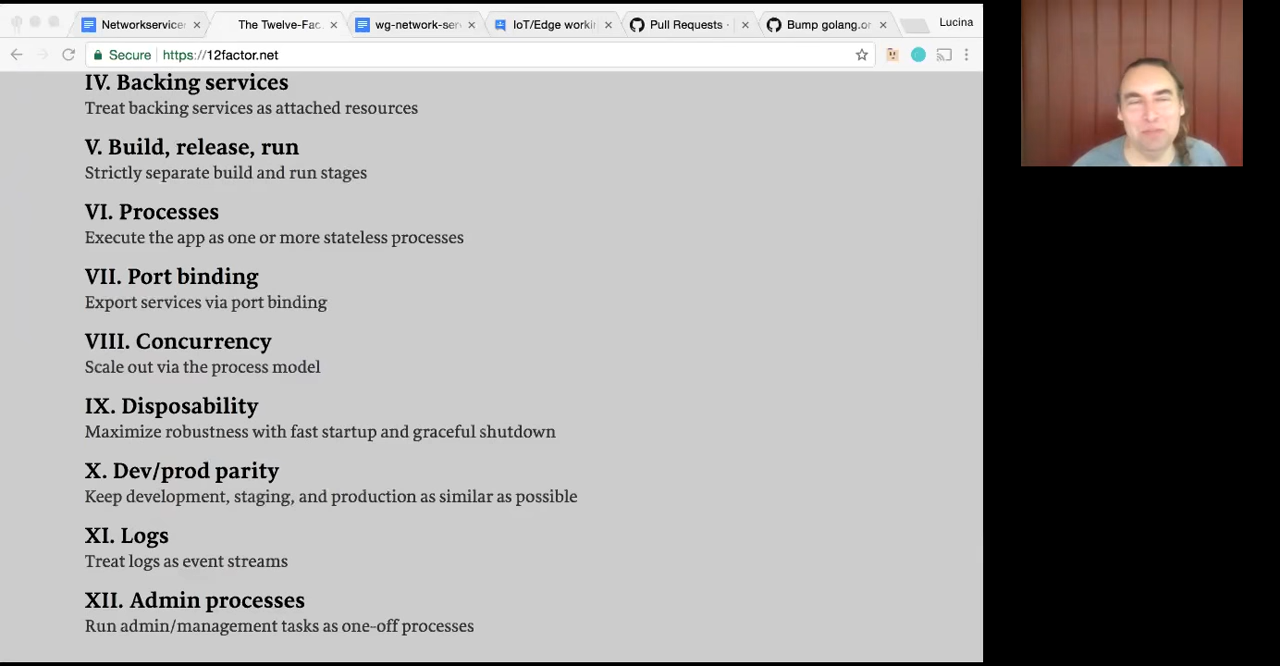 Networkservice
The Twelve-Fac
wg-network-ser
IoT/Edge workin
Pull Requests ·
Bump golang.or
Lucina
Secure
https://12factor.net
IV. Backing services
Treat backing services as attached resources
V. Build, release, run
Strictly separate build and run stages
VI. Processes
Execute the app as one or more stateless processes
VII. Port binding
Export services via port binding
VIII. Concurrency
Scale out via the process model
IX. Disposability
Maximize robustness with fast startup and graceful shutdown
X. Dev/prod parity
Keep development, staging, and production as similar as possible
XI. Logs
Treat logs as event streams
XII. Admin processes
Run admin/management tasks as one-off processes